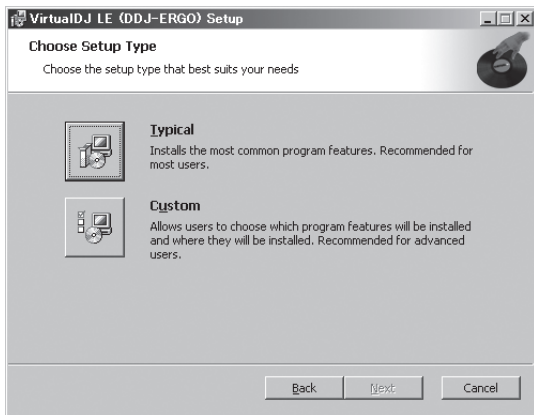 VirtualDJ LE (DDJ-ERGO) Setup
Choose Setup Type
Choose the setup type that best suits your needs
Typical
Installs the most common program features. Recommended for
most users.
Custom
Allows users to choose which program features will be installed
and where they will be installed. Recommended for advanced
users.
Back
Next
Cancel